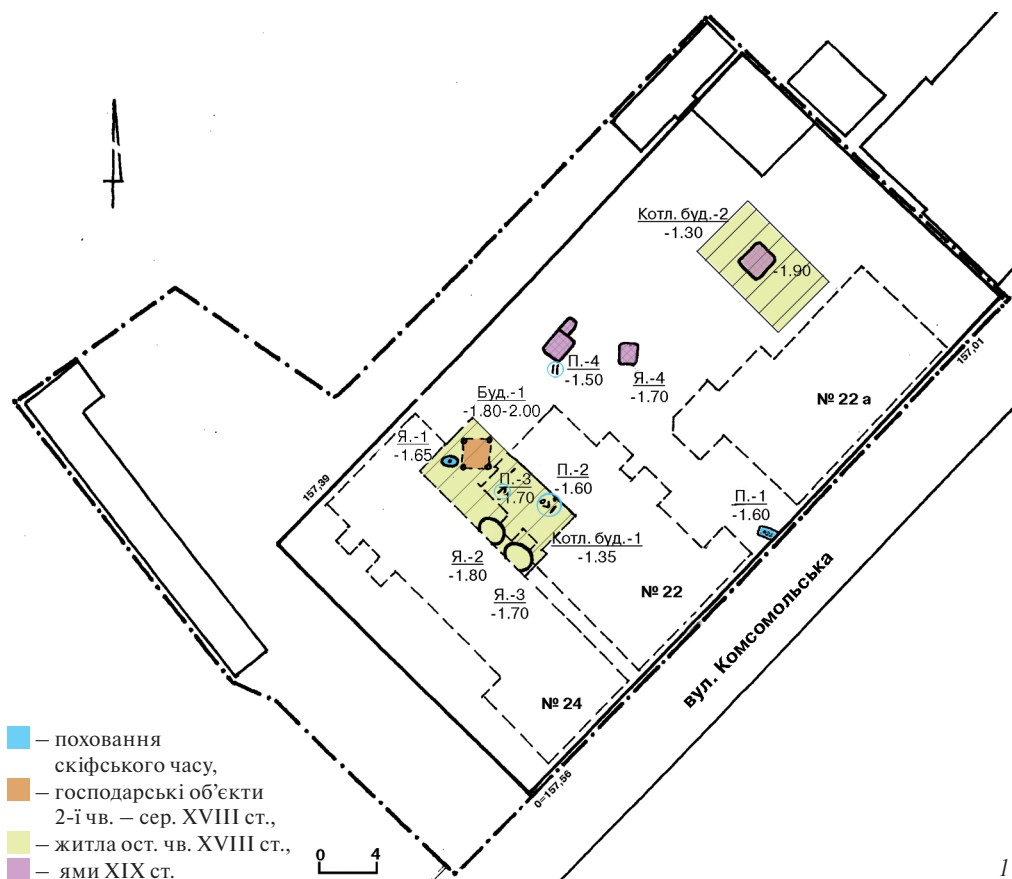 Котл. буд.-2
-1.30
-1.90
П.-4
-1.50
Я.-4
-1.70
157,01
№ 22 а
Буд.-1
-1.80-2.00
Я.-1
-1.65
157,39
П.-3
-1.70
П.-2
-1.60
П.-1
-1.60
Котл. буд.-1
-1.35
Я.-2
-1.80
Я.-3
-1.70
№ 22
вул. Комсомольська
№ 24
0=157,56
– поховання
скіфського часу,
– господарські об’єкти
2-ї чв. – сер. XVIII ст.,
– житла ост. чв. XVIII ст.,
– ями XIX ст.
0 4
1